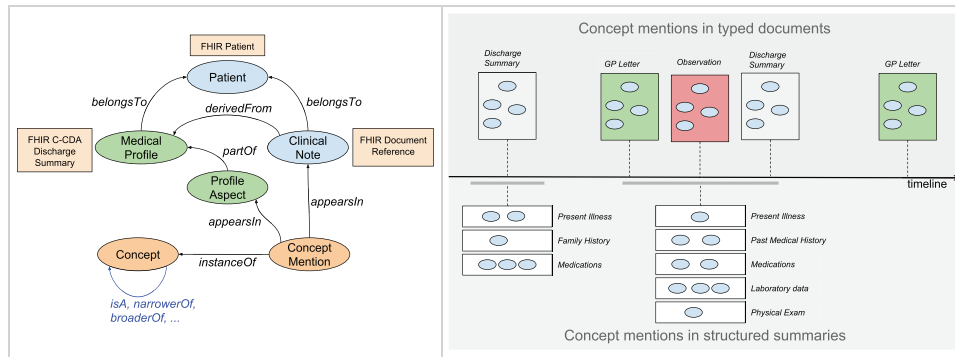 FHIR Patient
Patient
belongsTo
derivedFrom
belongsTo
FHIR C-CDA
Discharge
Summary
Medical
Profile
Clinical
Note
FHIR Document
Reference
partOf
Profile
Aspect
appearsIn
appearsIn
Concept
instanceOf
Concept
Mention
isA, narrowerOf,
broaderOf, ...
Concept mentions in typed documents
Discharge
Summary
GP Letter
Observation
Discharge
Summary
GP Letter
timeline
Present Illness
Family History
Medications
Present Illness
Past Medical History
Medications
Laboratory data
Physical Exam
Concept mentions in structured summaries